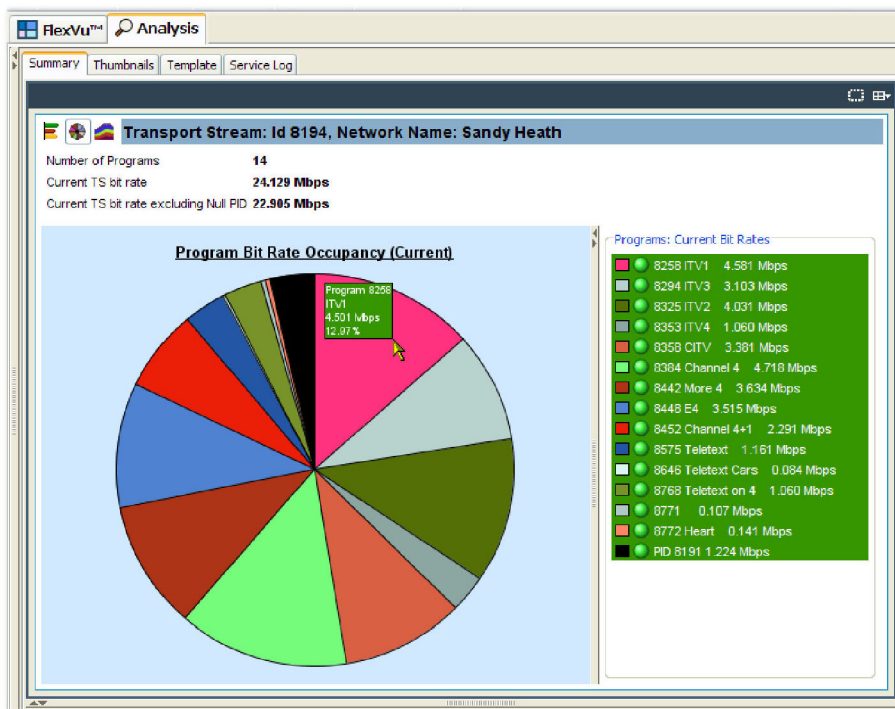 FlexVu™ Analysis
Summary Thumbnails Template Service Log
Transport Stream: Id 8194, Network Name: Sandy Heath
Number of Programs 14
Current TS bit rate 24.129 Mbps
Current TS bit rate excluding Null PID 22.905 Mbps
Program Bit Rate Occupancy (Current)
Program 8258
ITV1
4.501 Mbps
12.97%
Programs: Current Bit Rates
8258 ITV1 4.581 Mbps
8294 ITV3 3.103 Mbps
8325 ITV2 4.031 Mbps
8353 ITV4 1.060 Mbps
8358 CITV 3.381 Mbps
8384 Channel 4 4.718 Mbps
8442 More 4 3.634 Mbps
8448 E4 3.515 Mbps
8452 Channel 4+1 2.291 Mbps
8575 Teletext 1.161 Mbps
8646 Teletext Cars 0.084 Mbps
8768 Teletext on 4 1.060 Mbps
8771 0.107 Mbps
8772 Heart 0.141 Mbps
PID 8191 1.224 Mbps